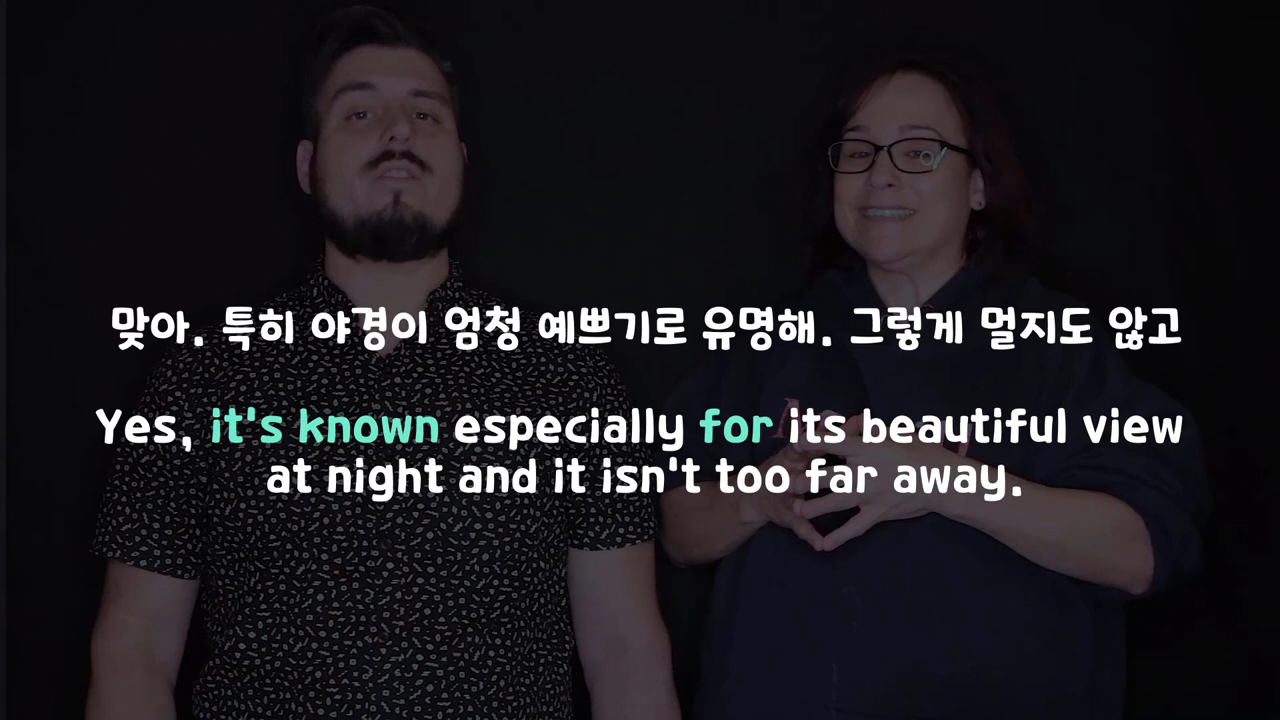 맞아. 특히 야경이 엄청 예쁘기로 유명해. 그렇게 멀지도 않고
Yes, it's known especially for its beautiful view
at night and it isn't too far away.